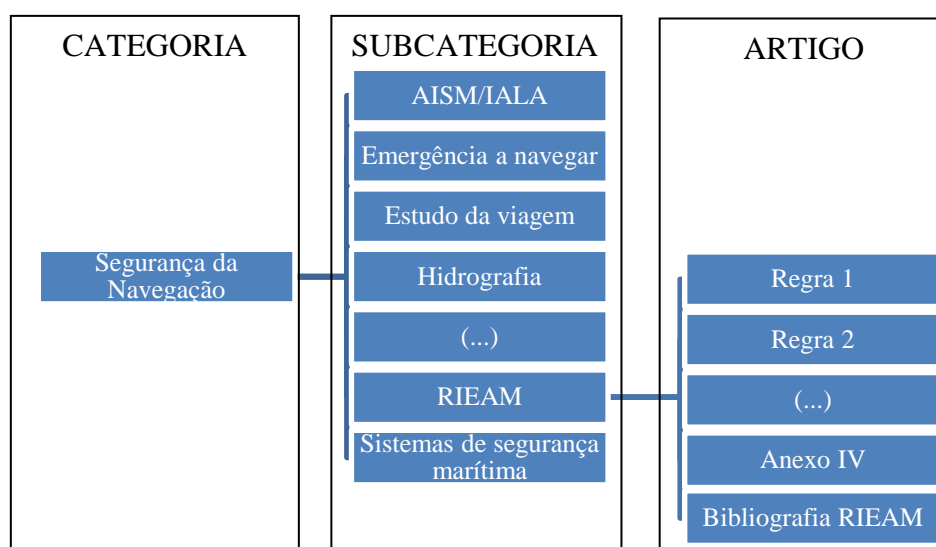 CATEGORIA
SUBCATEGORIA
ARTIGO
AISM/IALA
Emergência a navegar
Estudo da viagem
Segurança da
Navegação
Hidrografia
(...)
RIEAM
Sistemas de segurança
marítima
Regra 1
Regra 2
(...)
Anexo IV
Bibliografia RIEAM